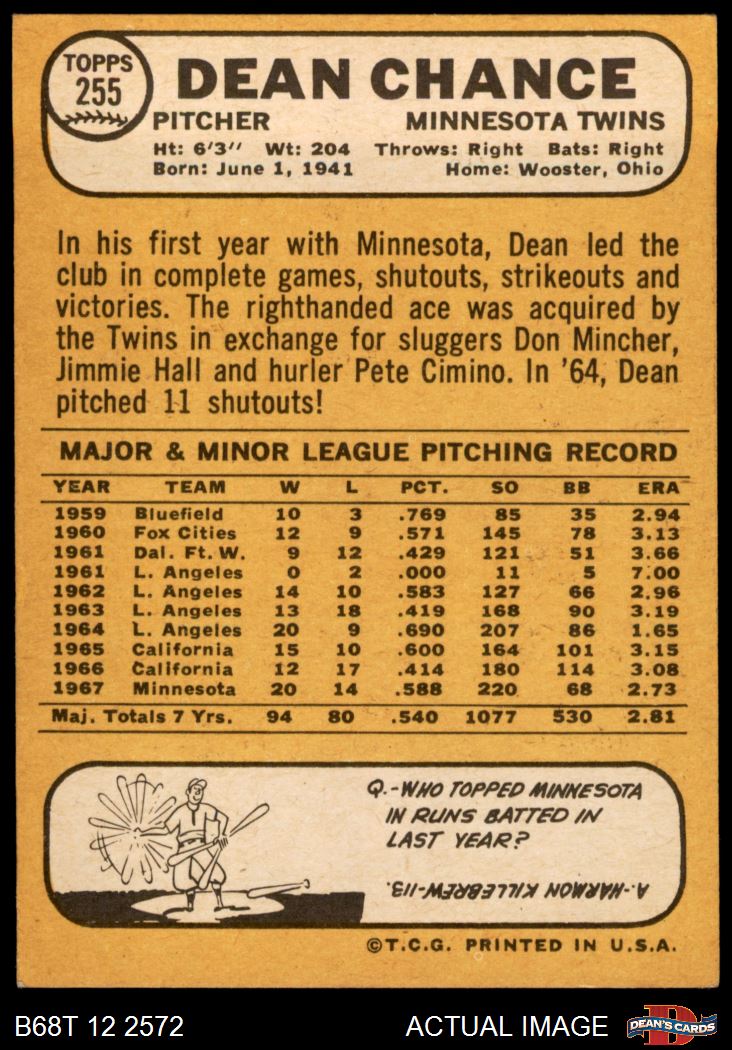 TOPPS
255
DEAN CHANCE
PITCHER MINNESOTA TWINS
Ht: 6'3" Wt: 204 Throws: Right Bats: Right
Born: June 1, 1941 Home: Wooster, Ohio
In his first year with Minnesota, Dean led the
club in complete games, shutouts, strikeouts and
victories. The righthanded ace was acquired by
the Twins in exchange for sluggers Don Mincher,
Jimmie Hall and hurler Pete Cimino. In '64, Dean
pitched 11 shutouts!
MAJOR & MINOR LEAGUE PITCHING RECORD
YEAR TEAM W L PCT. SO BB ERA
1959 Bluefield 10 3 .769 85 35 2.94
1960 Fox Cities 12 9 .571 145 78 3.13
1961 Dal. Ft. W. 9 12 .429 121 51 3.66
1961 L. Angeles 0 2 .000 11 5 7.00
1962 L. Angeles 14 10 .583 127 66 2.96
1963 L. Angeles 13 18 .419 168 90 3.19
1964 L. Angeles 20 9 .690 207 86 1.65
1965 California 15 10 .600 164 101 3.15
1966 California 12 17 .414 180 114 3.08
1967 Minnesota 20 14 .588 220 68 2.73
Maj. Totals 7 Yrs. 94 80 .540 1077 530 2.81
Q.-WHO TOPPED MINNESOTA
IN RUNS BATTED IN
LAST YEAR?
A.-HARMON KILLEBREW-113.
©T.C.G. PRINTED IN U.S.A.
B68T 12 2572 ACTUAL IMAGE D DEAN'S CARDS